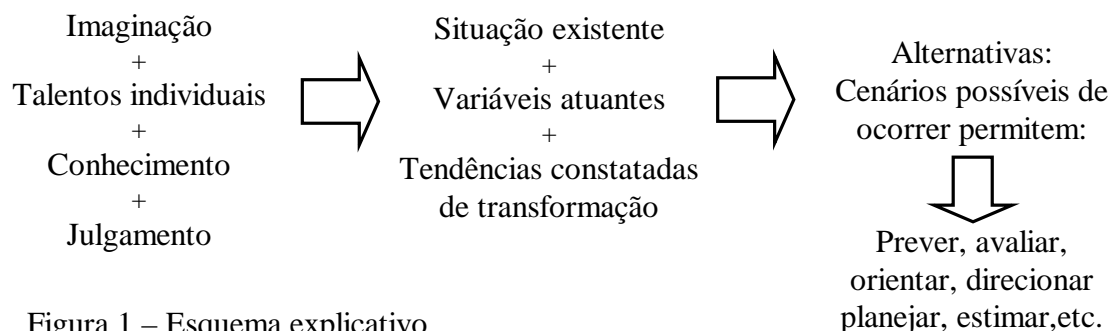 Imaginação
+
Talentos individuais
+
Conhecimento
+
Julgamento
Situação existente
+
Variáveis atuantes
+
Tendências constatadas
de transformação
Alternativas:
Cenários possíveis de
ocorrer permitem:
Prever, avaliar,
orientar, direcionar
planejar, estimar,etc.
Figura 1 – Esquema explicativo